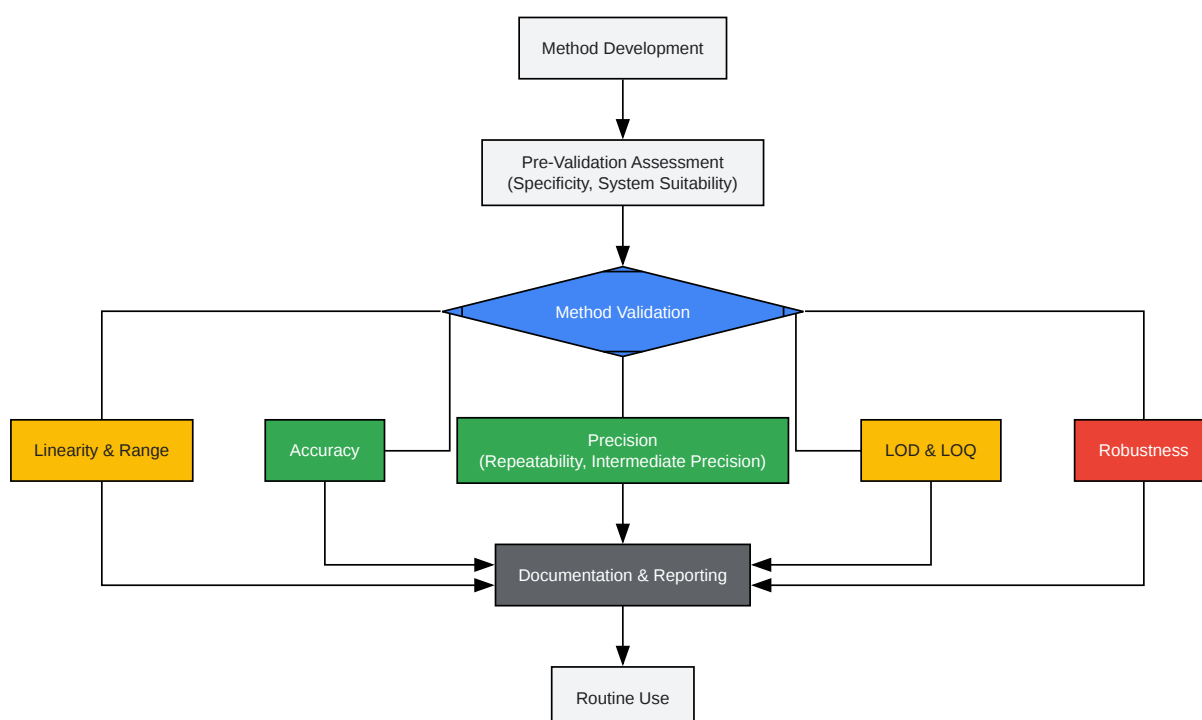 Method Development
Pre-Validation Assessment
(Specificity, System Suitability)
Method Validation
Linearity & Range
Accuracy
Precision
(Repeatability, Intermediate Precision)
LOD & LOQ
Robustness
Documentation & Reporting
Routine Use